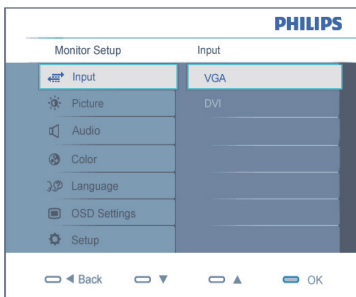 PHILIPS
Monitor Setup Input
Input VGA
Picture DVI
Audio
Color
Language
OSD Settings
Setup
Back OK